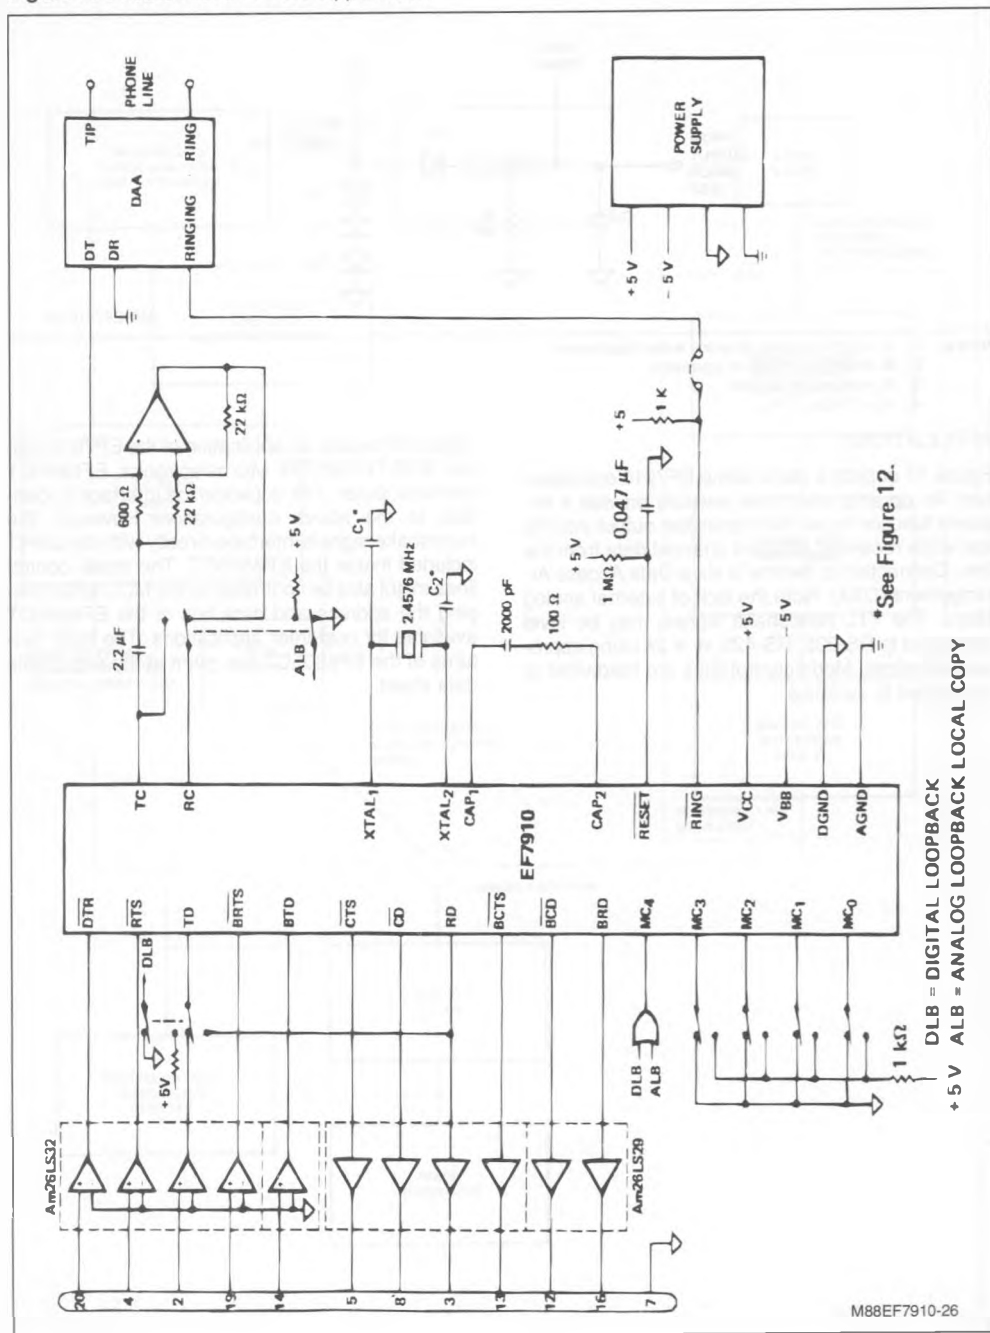 PHONE LINE
TIP
RING
DAA
DT
DR
RINGING
POWER SUPPLY
+ 5 V
– 5 V
600 Ω
22 kΩ
22 kΩ
2.2 µF
+ 5 V
ALB
2.4576 MHz
C1*
C2*
2000 pF
100 Ω
+5 V
1 MΩ
0.047 µF
+5
1 K
+5 V
–5 V
*See Figure 12.
TC
RC
XTAL1
XTAL2
CAP1
CAP2
RESET
RING
VCC
VBB
DGND
AGND
EF7910
DTR
RTS
TD
BRTS
BTD
CTS
CD
RD
BCTS
BCD
BRD
MC4
MC3
MC2
MC1
MC0
DLB
+ 5V
DLB
ALB
1 kΩ
+ 5 V
DLB = DIGITAL LOOPBACK
ALB = ANALOG LOOPBACK LOCAL COPY
Am26LS32
Am26LS29
20
4
2
19
14
5
8
3
13
12
16
7
M88EF7910-26